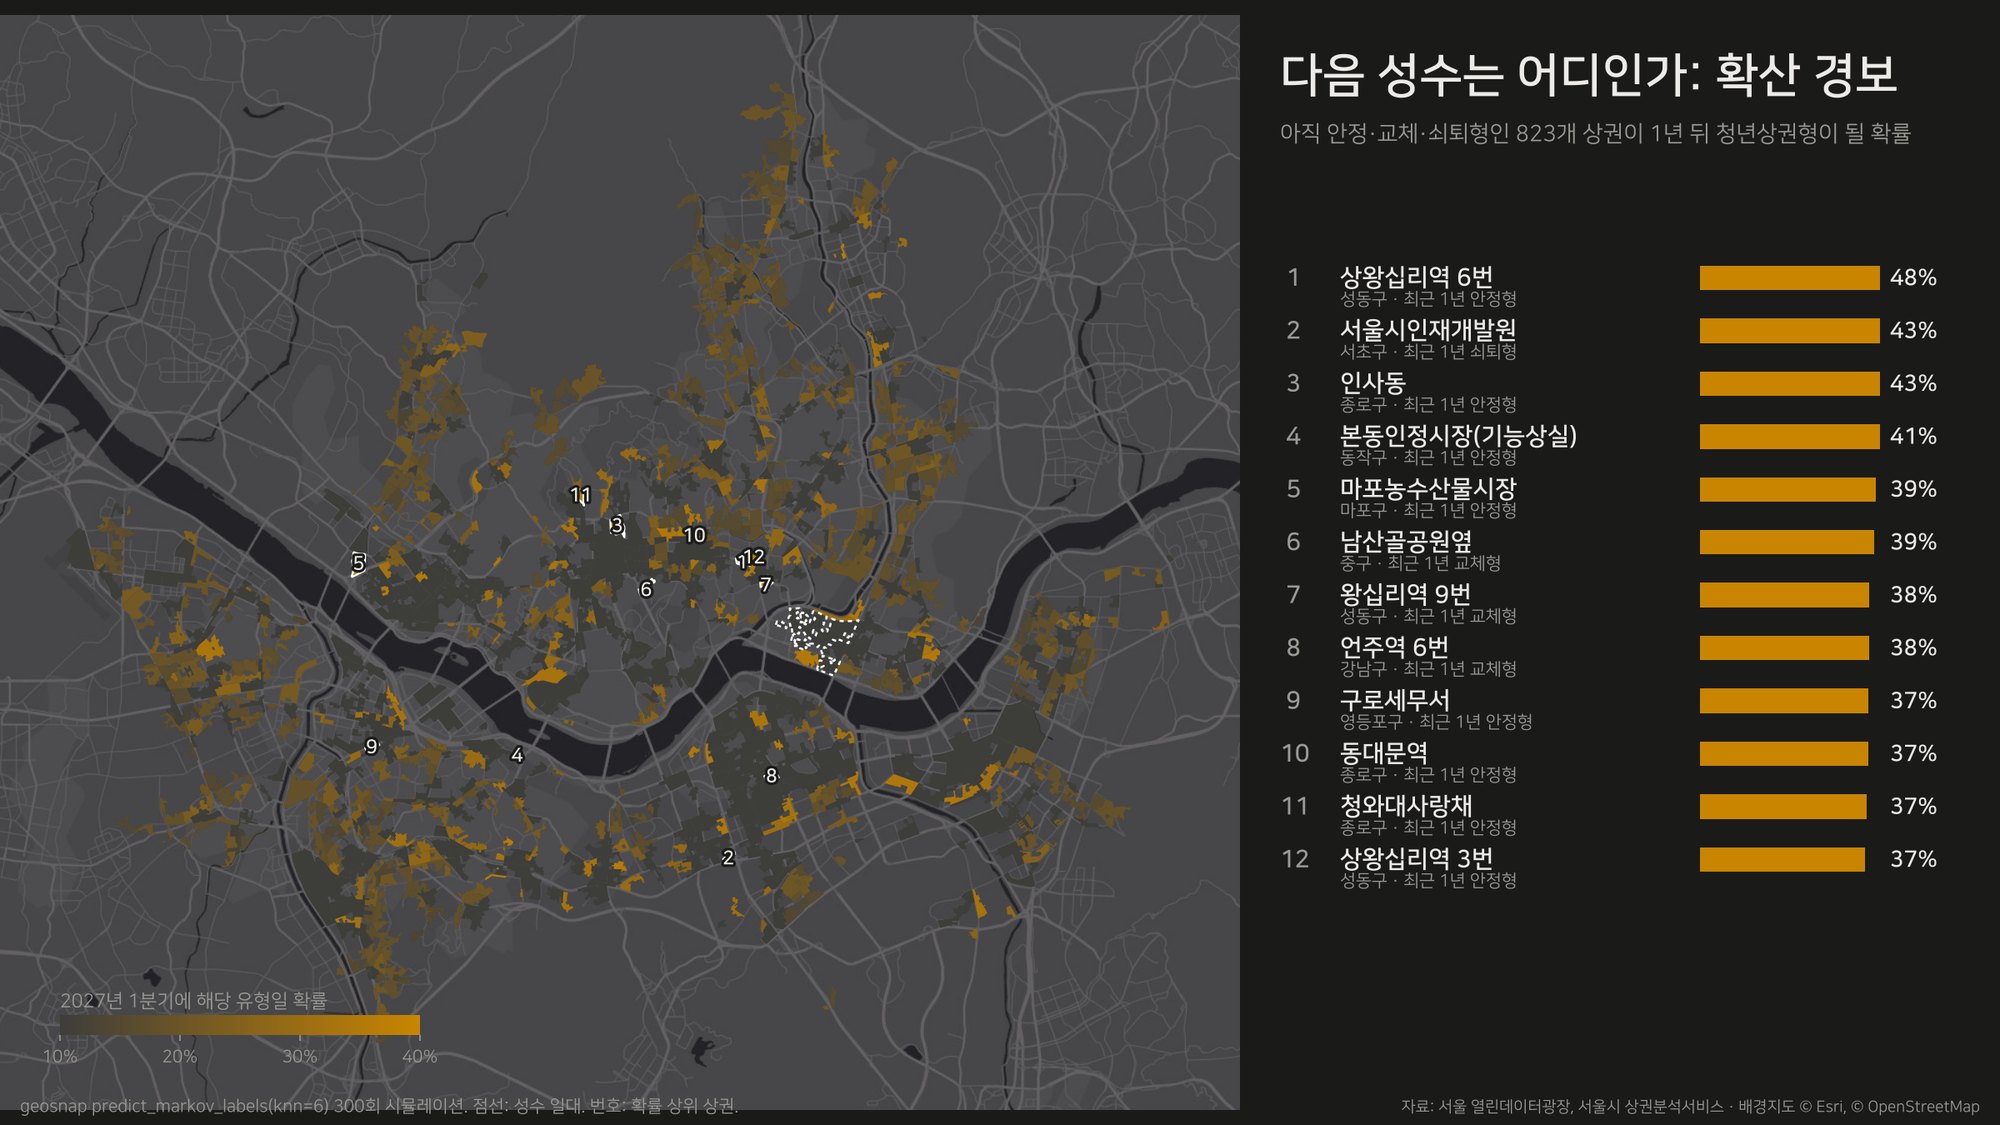 다음 성수는 어디인가: 확산 경보
아직 안정·교체·쇠퇴형인 823개 상권이 1년 뒤 청년상권형이 될 확률
1 상왕십리역 6번 48%
성동구 · 최근 1년 안정형
2 서울시인재개발원 43%
서초구 · 최근 1년 쇠퇴형
3 인사동 43%
종로구 · 최근 1년 안정형
4 본동인정시장(기능상실) 41%
동작구 · 최근 1년 안정형
5 마포농수산물시장 39%
마포구 · 최근 1년 안정형
6 남산골공원옆 39%
중구 · 최근 1년 교체형
7 왕십리역 9번 38%
성동구 · 최근 1년 교체형
8 언주역 6번 38%
강남구 · 최근 1년 교체형
9 구로세무서 37%
영등포구 · 최근 1년 안정형
10 동대문역 37%
종로구 · 최근 1년 안정형
11 청와대사랑채 37%
종로구 · 최근 1년 안정형
12 상왕십리역 3번 37%
성동구 · 최근 1년 안정형
11
3
10
5
1 12
6
7
9
4
8
2
2027년 1분기에 해당 유형일 확률
10% 20% 30% 40%
geosnap predict_markov_labels(knn=6) 300회 시뮬레이션. 점선: 성수 일대. 번호: 확률 상위 상권.
자료: 서울 열린데이터광장, 서울시 상권분석서비스 · 배경지도 © Esri, © OpenStreetMap